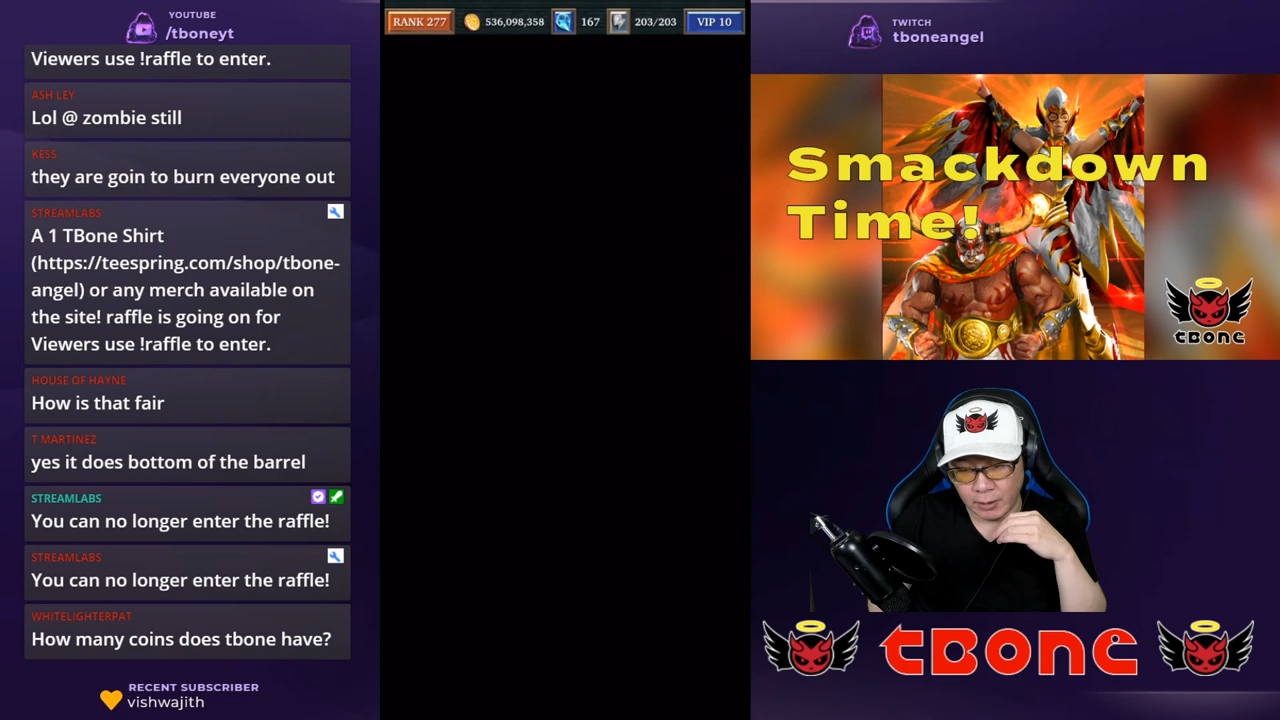 YOUTUBE
/tboneyt
Viewers use !raffle to enter.
ASH LEY
Lol @ zombie still
KESS
they are goin to burn everyone out
STREAMLABS
A 1 TBone Shirt
(https://teespring.com/shop/tbone-
angel) or any merch available on
the site! raffle is going on for
Viewers use !raffle to enter.
HOUSE OF HAYNE
How is that fair
T MARTINEZ
yes it does bottom of the barrel
STREAMLABS
You can no longer enter the raffle!
STREAMLABS
You can no longer enter the raffle!
WHITELIGHTERPAT
How many coins does tbone have?
RECENT SUBSCRIBER
vishwajith
RANK 277
536,098,358
167
203/203
VIP 10
TWITCH
tboneangel
Smackdown
Time!
tBONE
tBONE